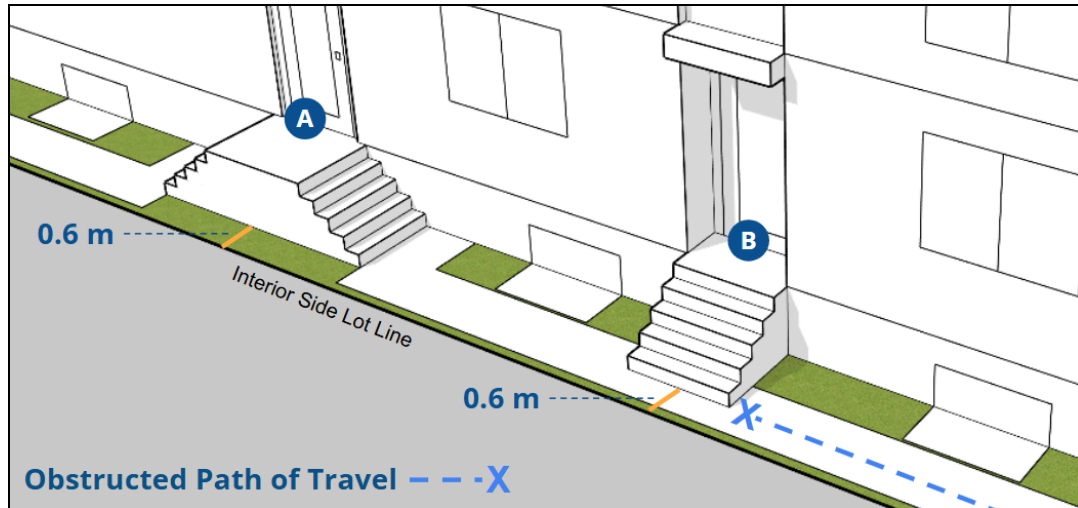 A
B
0.6 m
Interior Side Lot Line
0.6 m
X
Obstructed Path of Travel - - -X